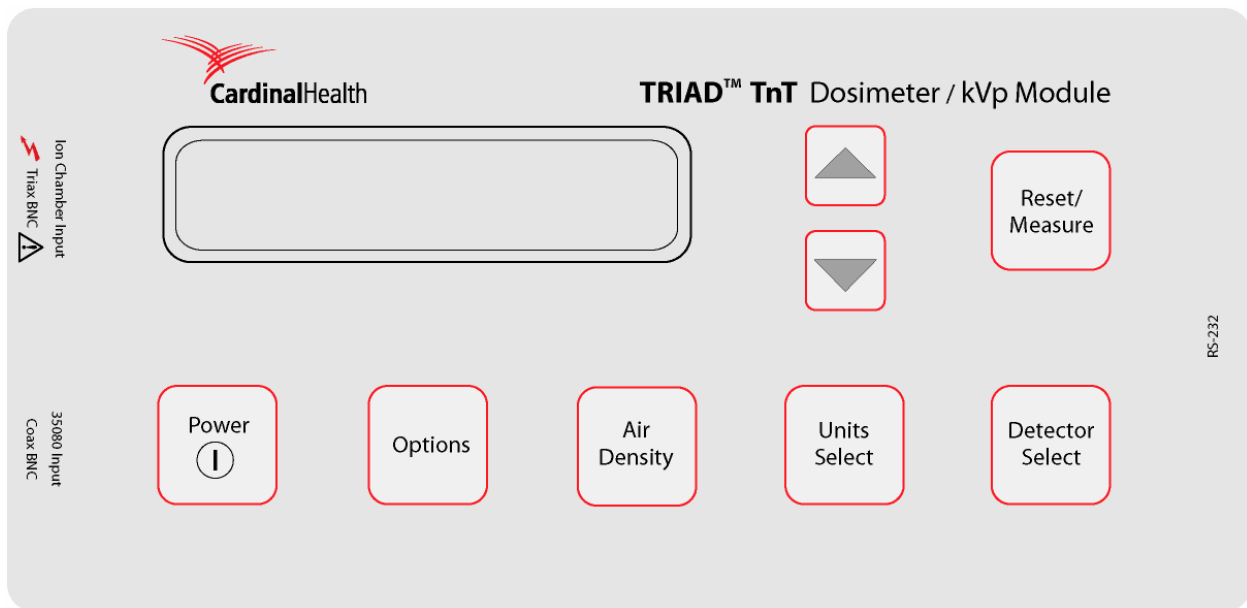 CardinalHealth
TRIAD™ TnT Dosimeter / kVp Module
Ion Chamber Input
Triax BNC
Reset/
Measure
RS-232
35080 Input
Coax BNC
Power
Options
Air
Density
Units
Select
Detector
Select